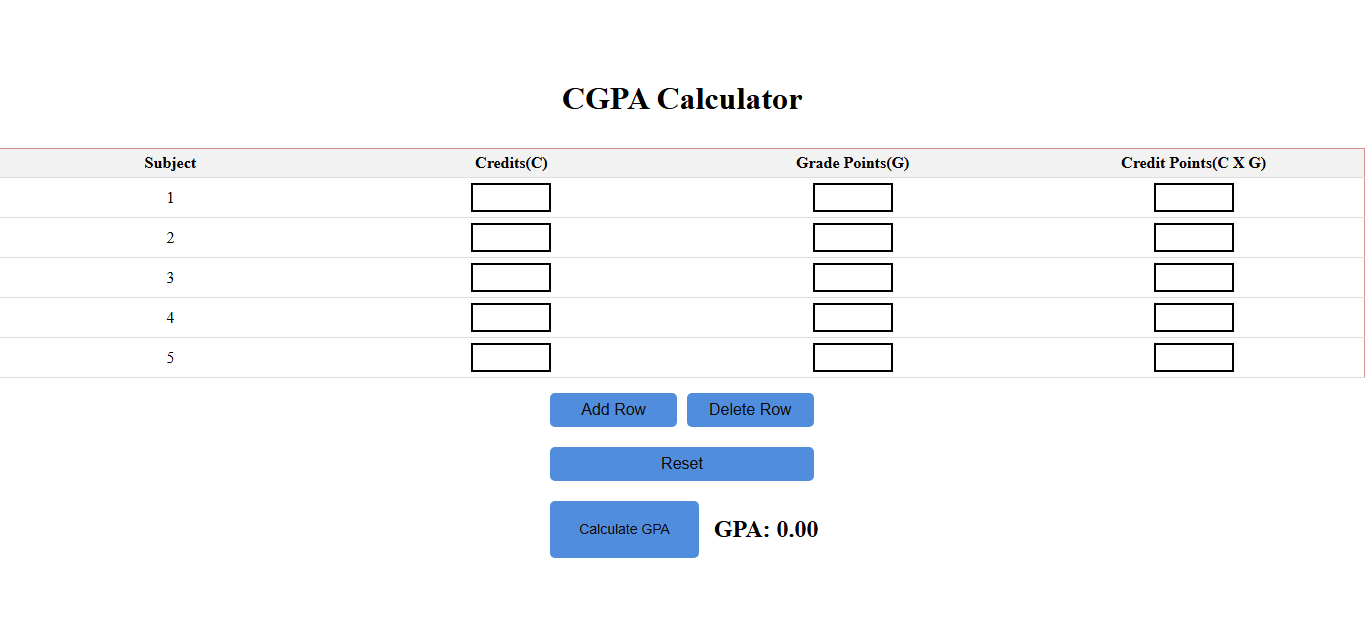 CGPA Calculator
Subject Credits(C) Grade Points(G) Credit Points(C X G)
1
2
3
4
5
Add Row Delete Row
Reset
Calculate GPA GPA: 0.00